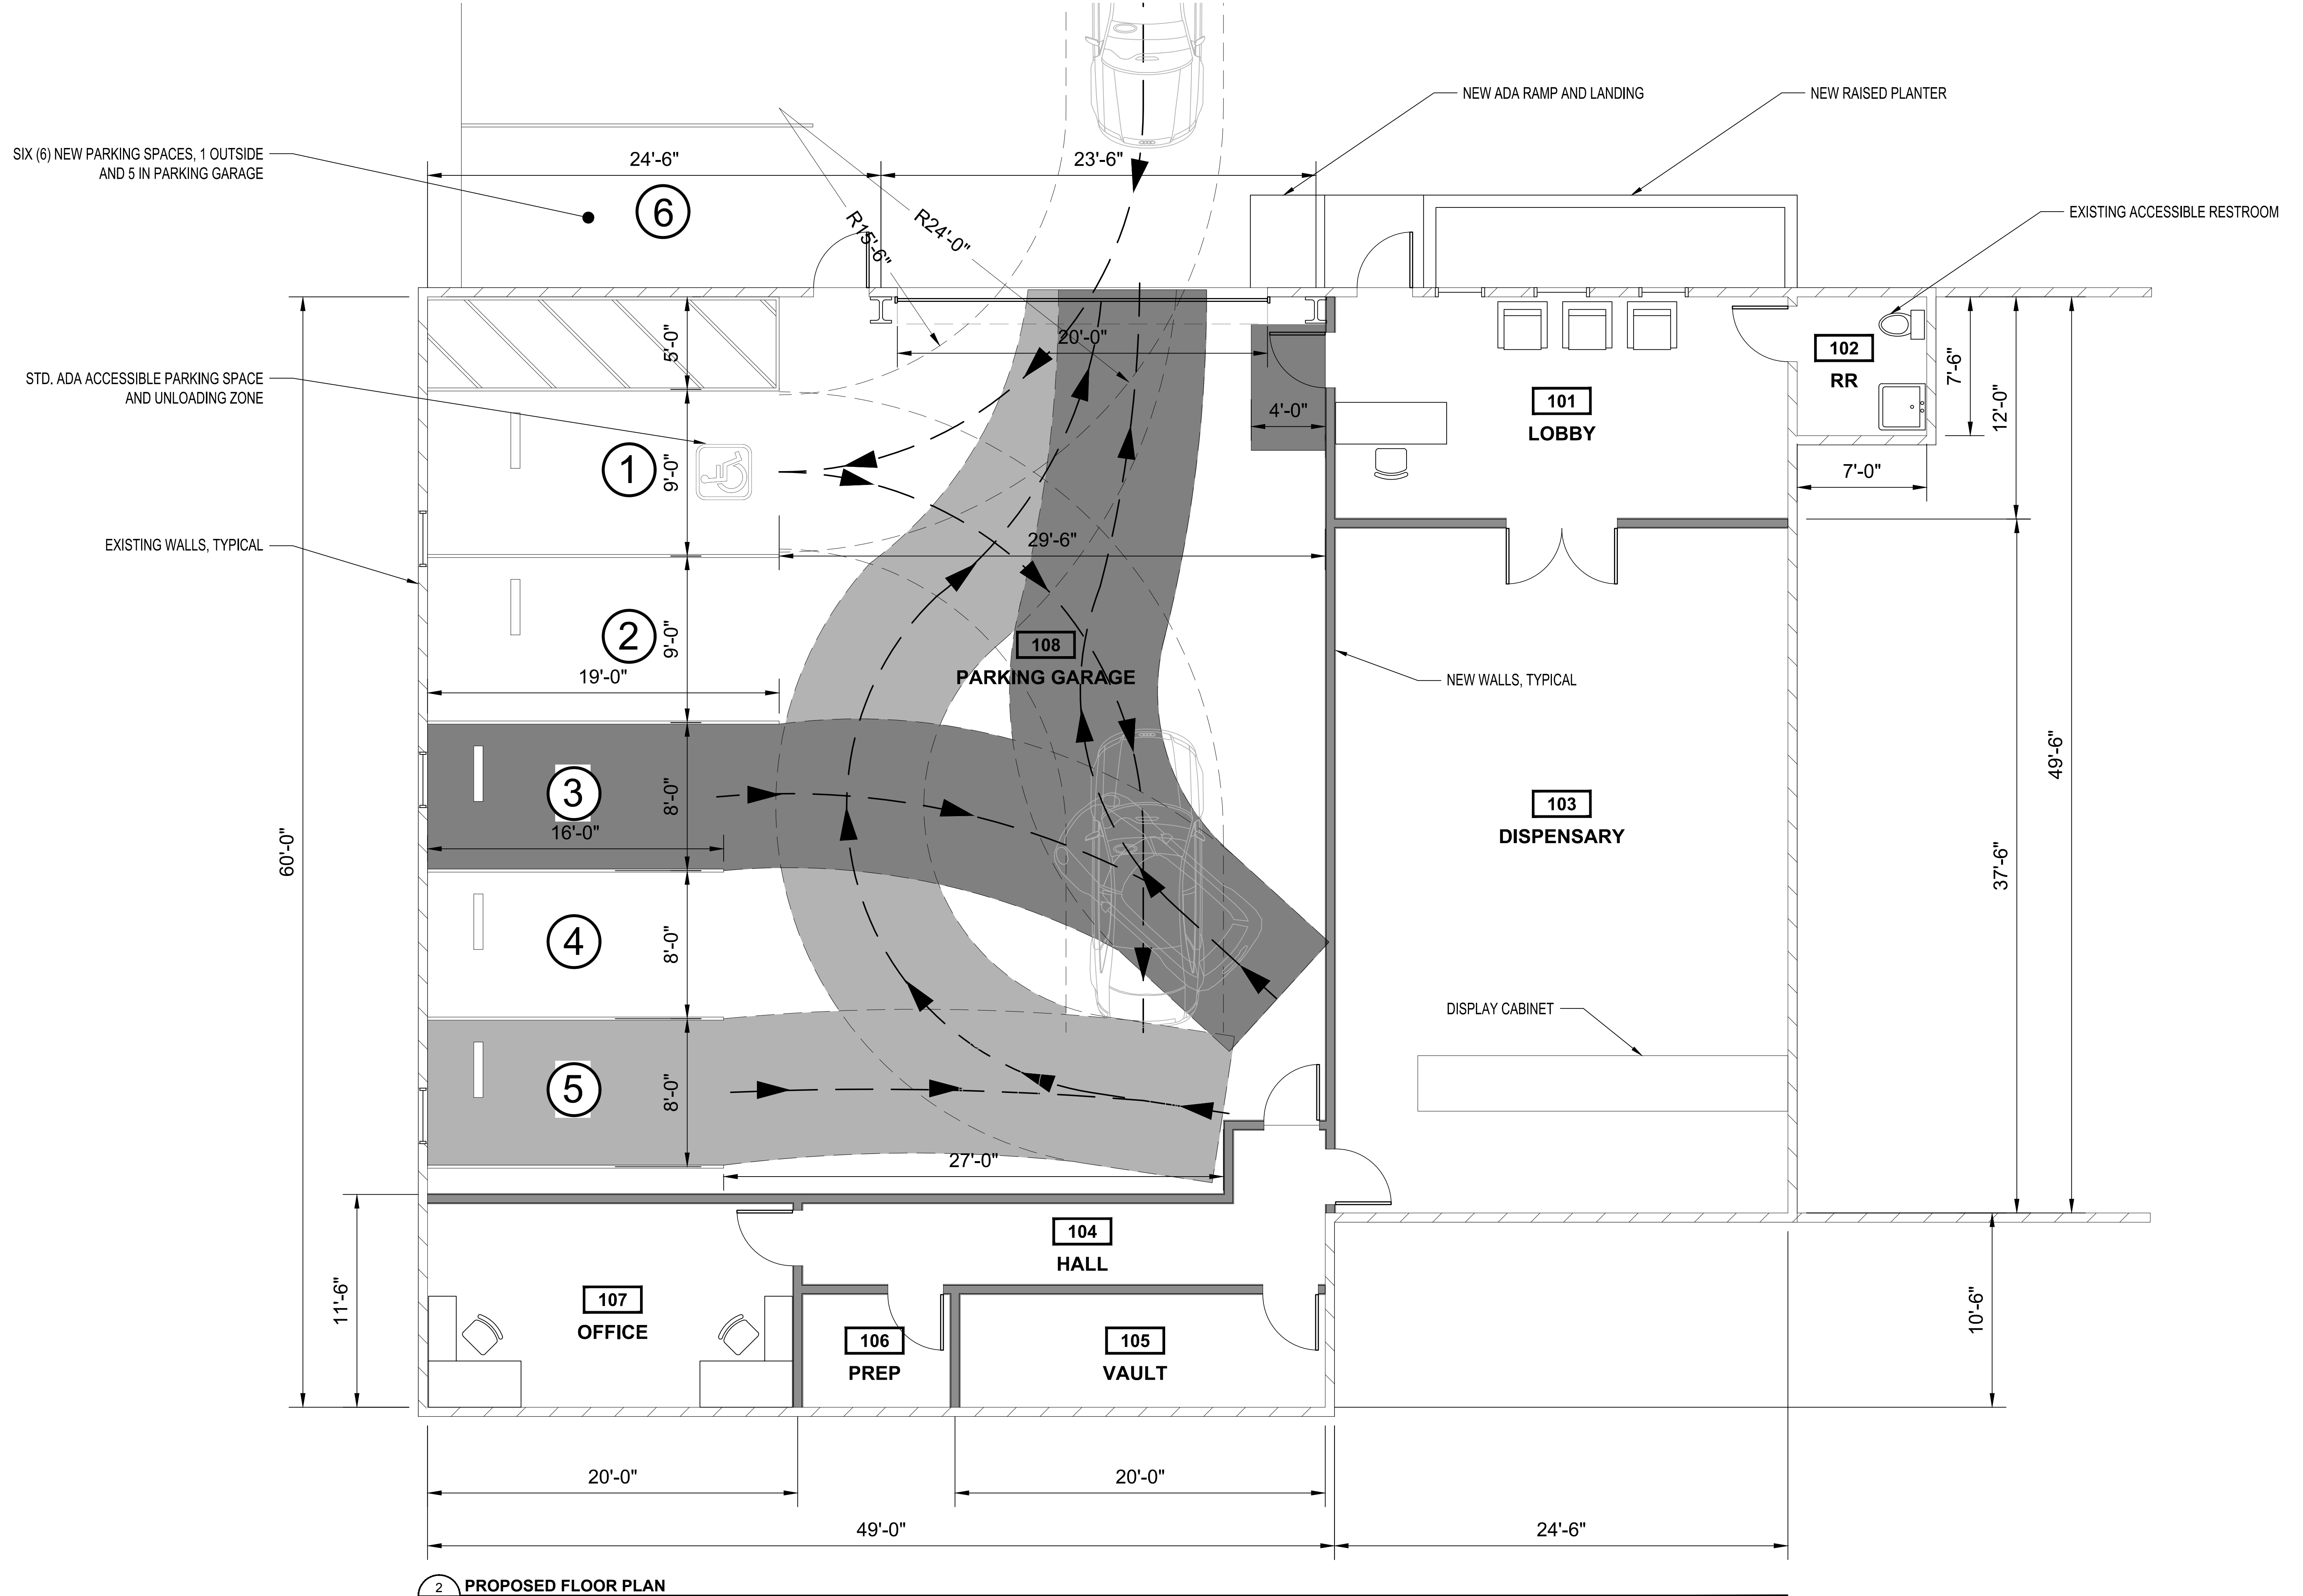 NEW ADA RAMP AND LANDING
NEW RAISED PLANTER
SIX (6) NEW PARKING SPACES, 1 OUTSIDE
AND 5 IN PARKING GARAGE
24'-6"
23'-6"
6
R15'-6"
R24'-0"
EXISTING ACCESSIBLE RESTROOM
5'-0"
20'-0"
STD. ADA ACCESSIBLE PARKING SPACE
AND UNLOADING ZONE
4'-0"
101
LOBBY
102
RR
7'-6"
12'-0"
7'-0"
1
9'-0"
EXISTING WALLS, TYPICAL
29'-6"
2
9'-0"
19'-0"
108
PARKING GARAGE
NEW WALLS, TYPICAL
49'-6"
3
8'-0"
16'-0"
103
DISPENSARY
60'-0"
37'-6"
4
8'-0"
DISPLAY CABINET
5
8'-0"
27'-0"
104
HALL
11'-6"
107
OFFICE
106
PREP
105
VAULT
10'-6"
20'-0"
20'-0"
49'-0"
24'-6"
2
PROPOSED FLOOR PLAN